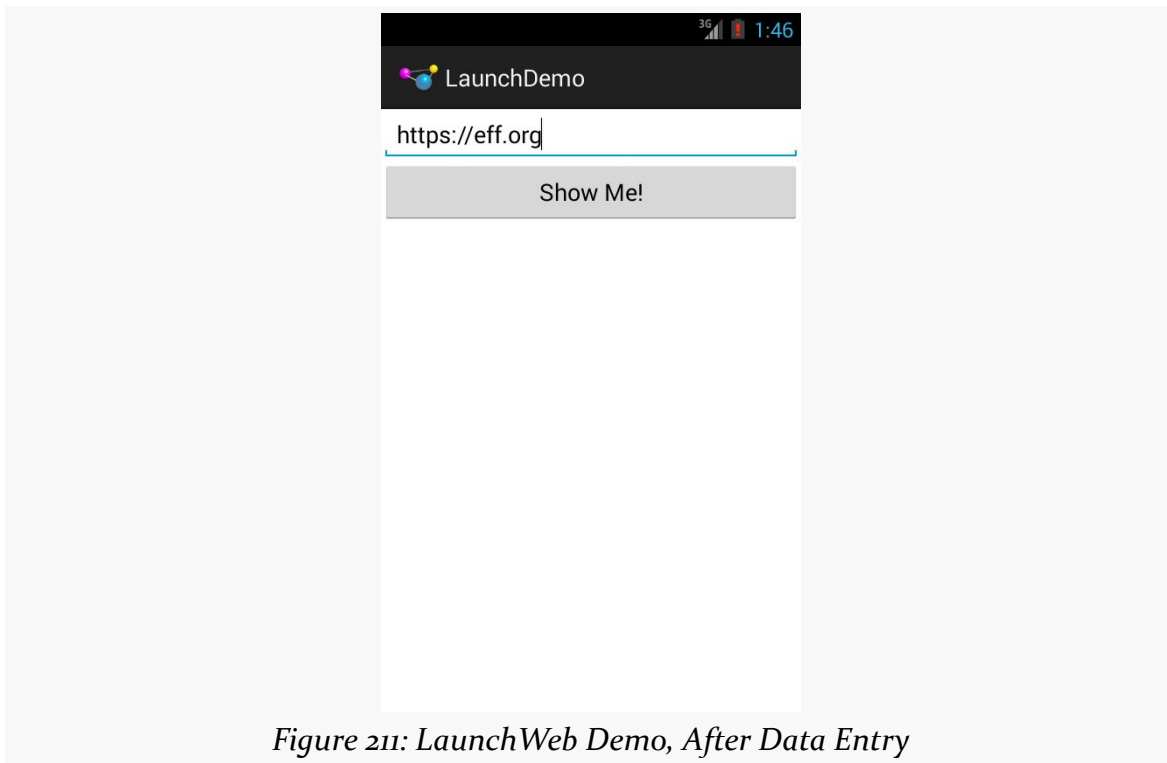 3G 1:46
LaunchDemo
https://eff.org
Show Me!
Figure 211: LaunchWeb Demo, After Data Entry